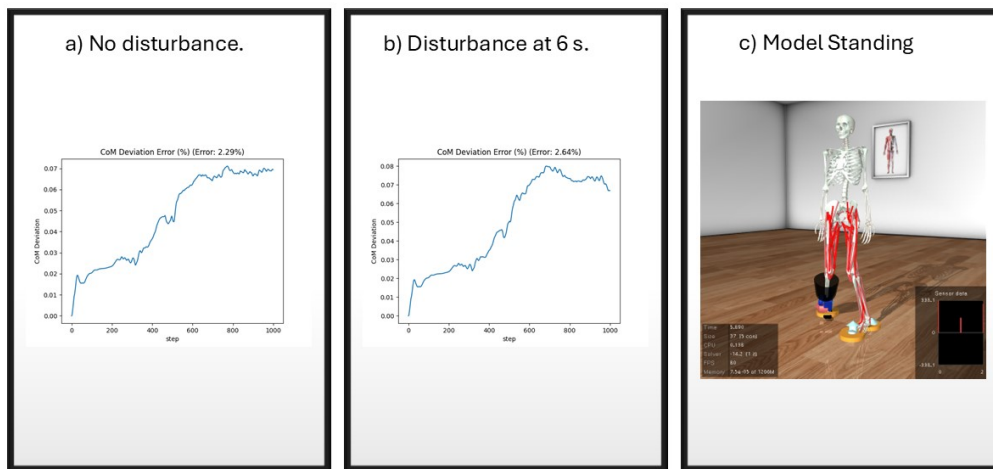 a) No disturbance.
CoM Deviation Error (%) (Error: 2.29%)
CoM Deviation
0.07
0.06
0.05
0.04
0.03
0.02
0.01
0.00
0
200
400
600
800
1000
step
b) Disturbance at 6 s.
CoM Deviation Error (%) (Error: 2.64%)
CoM Deviation
0.08
0.07
0.06
0.05
0.04
0.03
0.02
0.01
0.00
0
200
400
600
800
1000
step
c) Model Standing
Sensor data
0
0
2
Time
Size
CPU
Solver
FPS
Memory